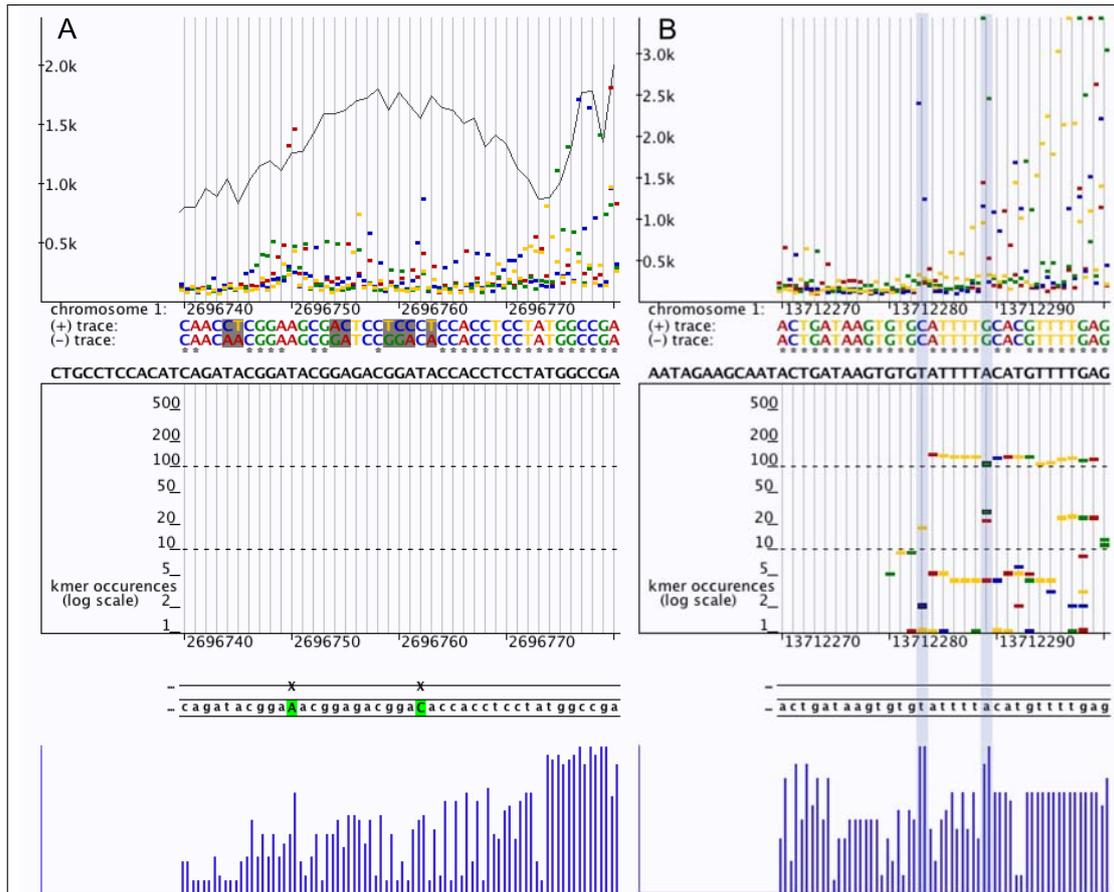 A
B
2.0k
1.5k
1.0k
0.5k
3.0k
2.5k
2.0k
1.5k
1.0k
0.5k
chromosome 1: 2696740 2696750 2696760 2696770
(+) trace: CAACCTCGGAAGCGACTCCTCCCTCCACCTCCTATGGCCGA
(−) trace: CAACAACGGAAGCGGATCCGGACACCACCTCCTATGGCCGA
CTGCCTCCACATCAGATACGGATACGGAGACGGATACCACCTCCTATGGCCGA
chromosome 1: 13712270 13712280 13712290
(+) trace: ACTGATAAGTGTGCATTTTGCACGTTTTGAG
(−) trace: ACTGATAAGTGTGCATTTTGCACGTTTTGAG
AATAGAAGCAATACTGATAAGTGTGTATTTTACATGTTTTGAG
500
200
100
50
20
10
5
kmer occurences
(log scale)
2
1
2696740 2696750 2696760 2696770
500
200
100
50
20
10
5
kmer occurences
(log scale)
2
1
13712270 13712280 13712290
... x x
... cagatacggaAacggagacggaCaccacctcctatggccga
... actgataagtgtgtattttacatgttttgag